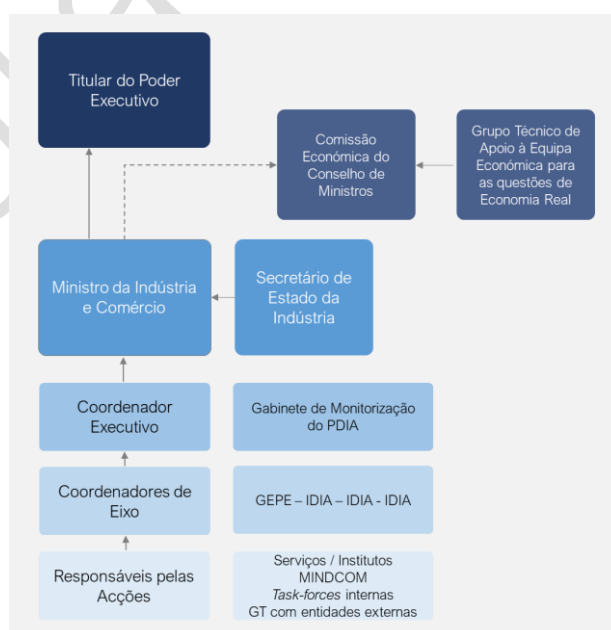 Titular do Poder
Executivo
Comissão
Económica do
Conselho de
Ministros
Grupo Técnico de
Apoio à Equipa
Económica para
as questões de
Economia Real
Ministro da Indústria
e Comércio
Secretário de
Estado da
Indústria
Coordenador
Executivo
Gabinete de Monitorização
do PDIA
Coordenadores de
Eixo
GEPE – IDIA – IDIA - IDIA
Responsáveis pelas
Acções
Serviços / Institutos
MINDCOM
Task-forces internas
GT com entidades externas